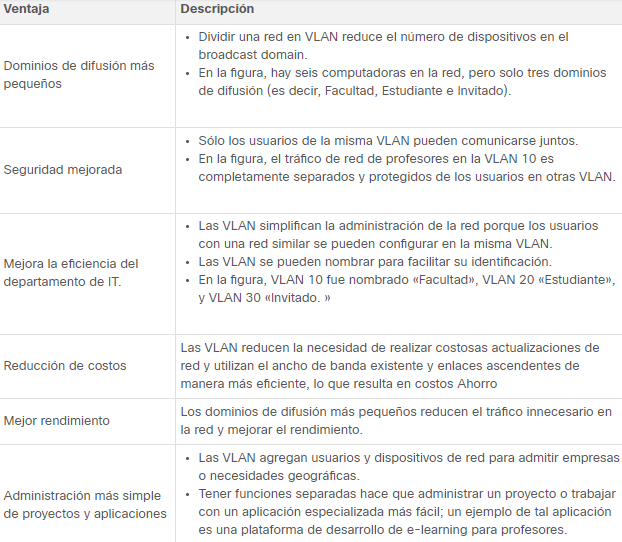 Ventaja
Descripción
Dominios de difusión más
pequeños
• Dividir una red en VLAN reduce el número de dispositivos en el
broadcast domain.
• En la figura, hay seis computadoras en la red, pero solo tres dominios
de difusión (es decir, Facultad, Estudiante e Invitado).
Seguridad mejorada
• Sólo los usuarios de la misma VLAN pueden comunicarse juntos.
• En la figura, el tráfico de red de profesores en la VLAN 10 es
completamente separados y protegidos de los usuarios en otras VLAN.
Mejora la eficiencia del
departamento de IT.
• Las VLAN simplifican la administración de la red porque los usuarios
con una red similar se pueden configurar en la misma VLAN.
• Las VLAN se pueden nombrar para facilitar su identificación.
• En la figura, VLAN 10 fue nombrado «Facultad», VLAN 20 «Estudiante»,
y VLAN 30 «Invitado. »
Reducción de costos
Las VLAN reducen la necesidad de realizar costosas actualizaciones de
red y utilizan el ancho de banda existente y enlaces ascendentes de
manera más eficiente, lo que resulta en costos Ahorro
Mejor rendimiento
Los dominios de difusión más pequeños reducen el tráfico innecesario en
la red y mejorar el rendimiento.
Administración más simple
de proyectos y aplicaciones
• Las VLAN agregan usuarios y dispositivos de red para admitir empresas
o necesidades geográficas.
• Tener funciones separadas hace que administrar un proyecto o trabajar
con un aplicación especializada más fácil; un ejemplo de tal aplicación
es una plataforma de desarrollo de e-learning para profesores.